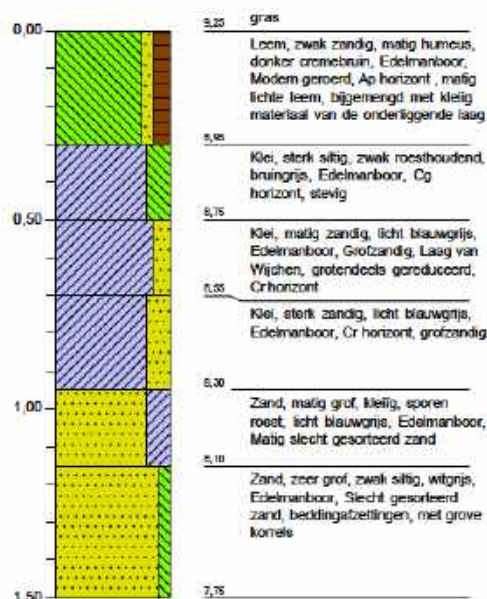 gras
0,00
9,25
Leem, zwak zandig, matig humeus,
donker cremebruin, Edelmanboor,
Modern geroerd, Ap horizont , matig
lichte leem, bijgemengd met kleiig
materiaal van de onderliggende laag
8,95
Klei, sterk siltig, zwak roesthoudend,
bruingrijs, Edelmanboor, Cg
horizont, stevig
0,50
8,75
Klei, matig zandig, licht blauwgrijs,
Edelmanboor, Grofzandig, Laag van
Wijchen, grotendeels gereduceerd,
Cr horizont
8,55
Klei, sterk zandig, licht blauwgrijs,
Edelmanboor, Cr horizont, grofzandig
8,30
1,00
Zand, matig grof, kleiig, sporen
roest, licht blauwgrijs, Edelmanboor,
Matig slecht gesorteerd zand
8,10
Zand, zeer grof, zwak siltig, witgrijs,
Edelmanboor, Slecht gesorteerd
zand, beddingafzettingen, met grove
korrels
1,50
7,75